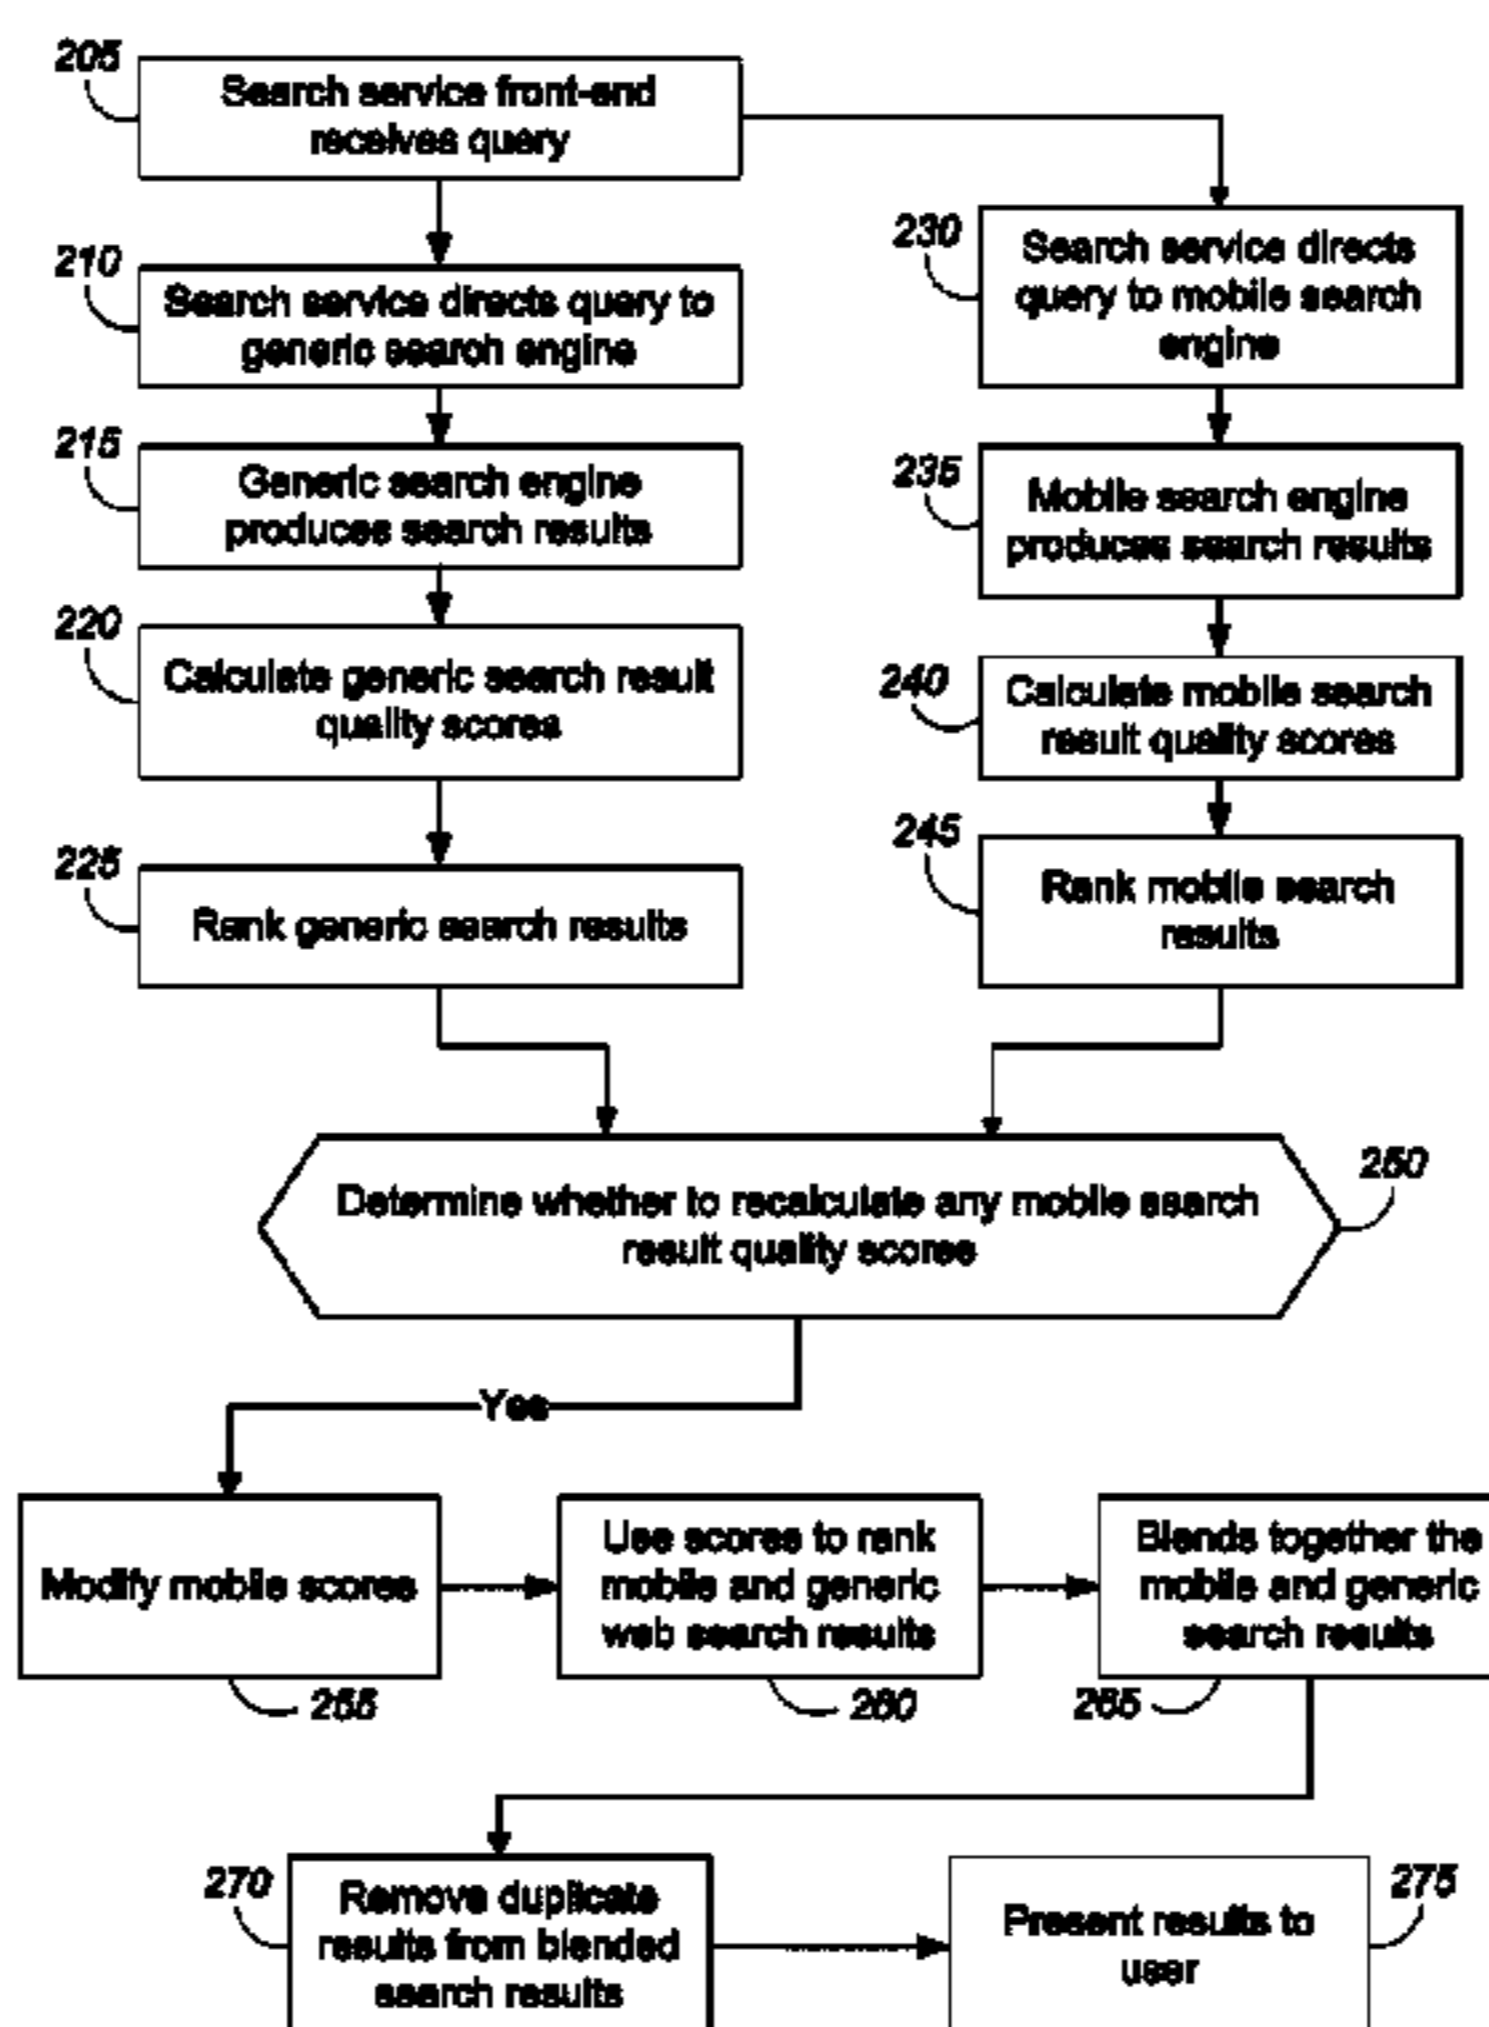 205
Search service front-end
receives query
210
Search service directs query to
generic search engine
215
Generic search engine
produces search results
220
Calculate generic search result
quality scores
225
Rank generic search results
230
Search service directs
query to mobile search
engine
235
Mobile search engine
produces search results
240
Calculate mobile search
result quality scores
245
Rank mobile search
results
250
Determine whether to recalculate any mobile search
result quality scores
Yes
Modify mobile scores
255
Use scores to rank
mobile and generic
web search results
260
Blends together the
mobile and generic
search results
265
270
Remove duplicate
results from blended
search results
275
Present results to
user